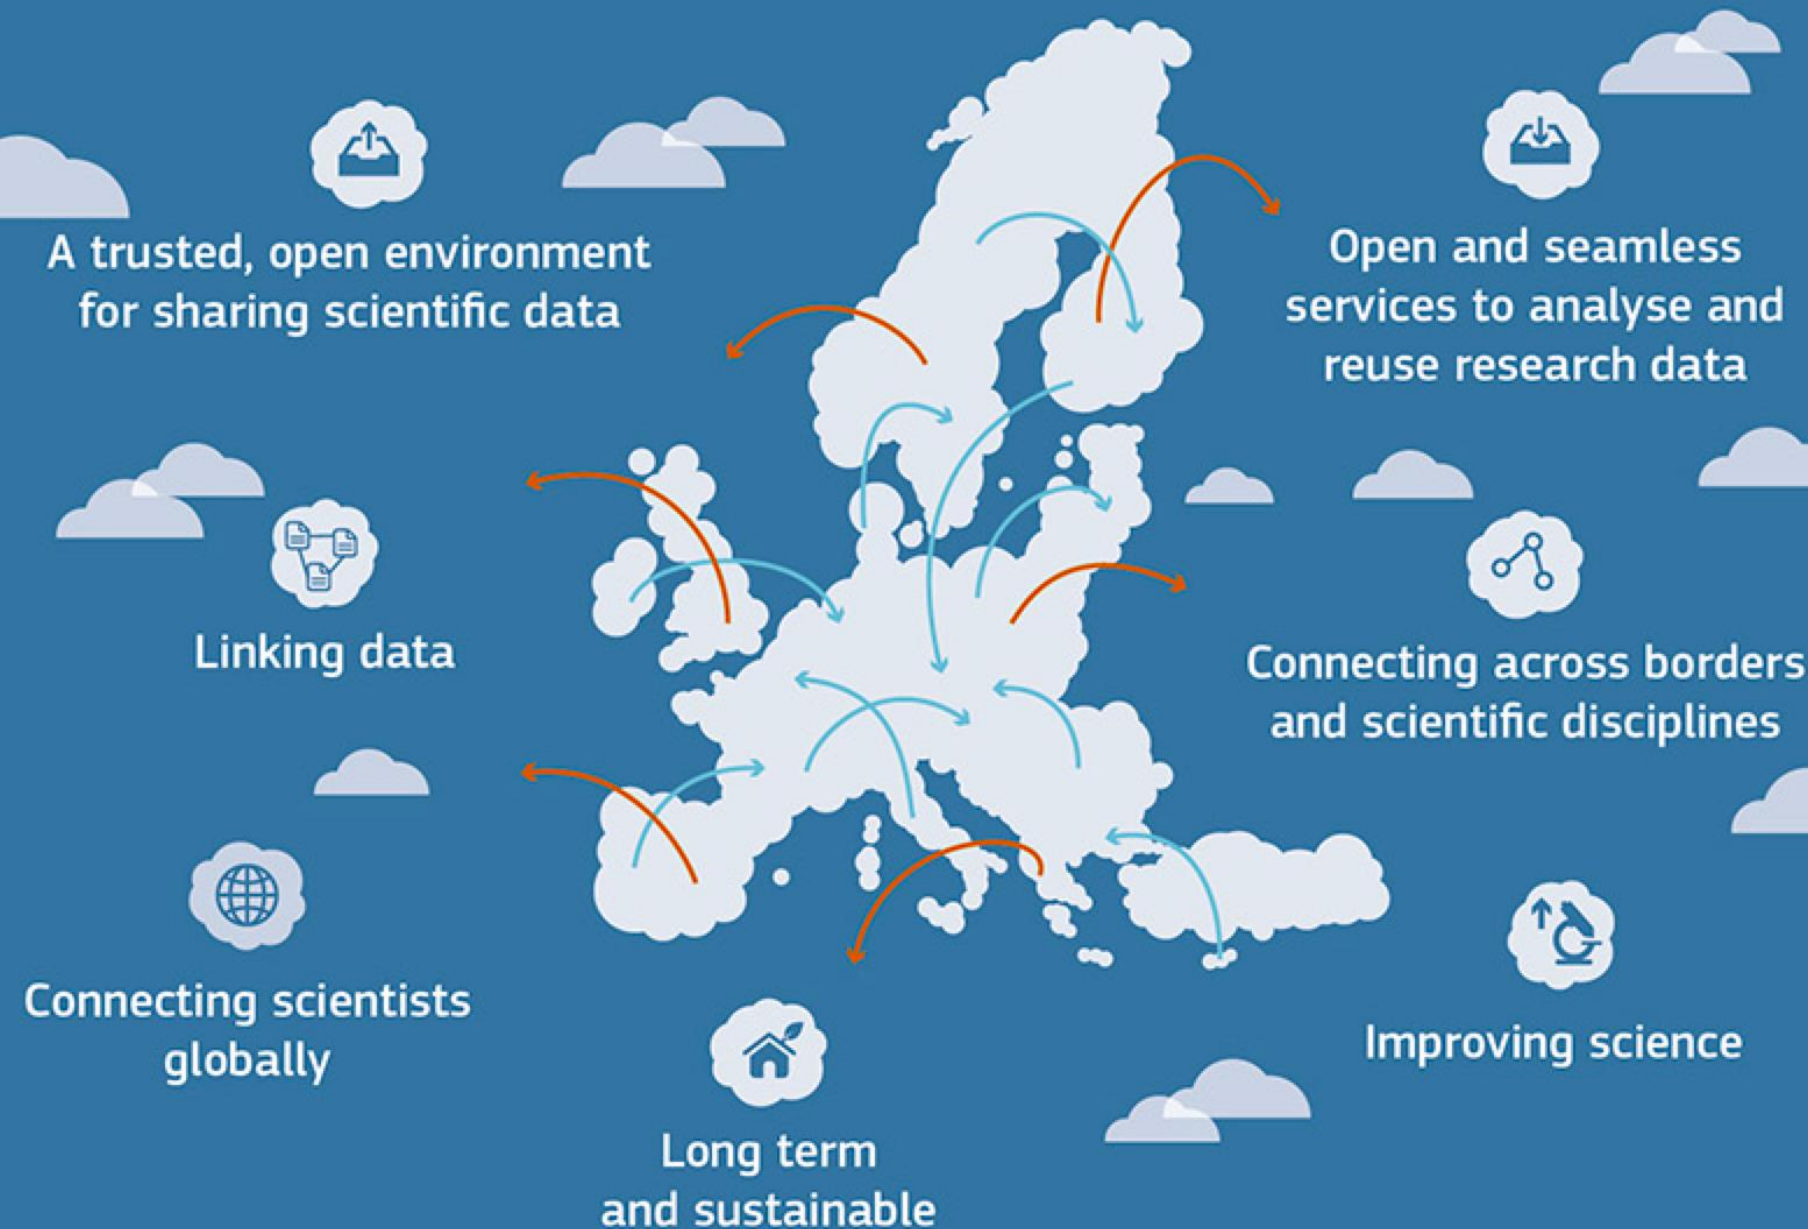 A trusted, open environment
for sharing scientific data
Open and seamless
services to analyse and
reuse research data
Linking data
Connecting across borders
and scientific disciplines
Connecting scientists
globally
Improving science
Long term
and sustainable